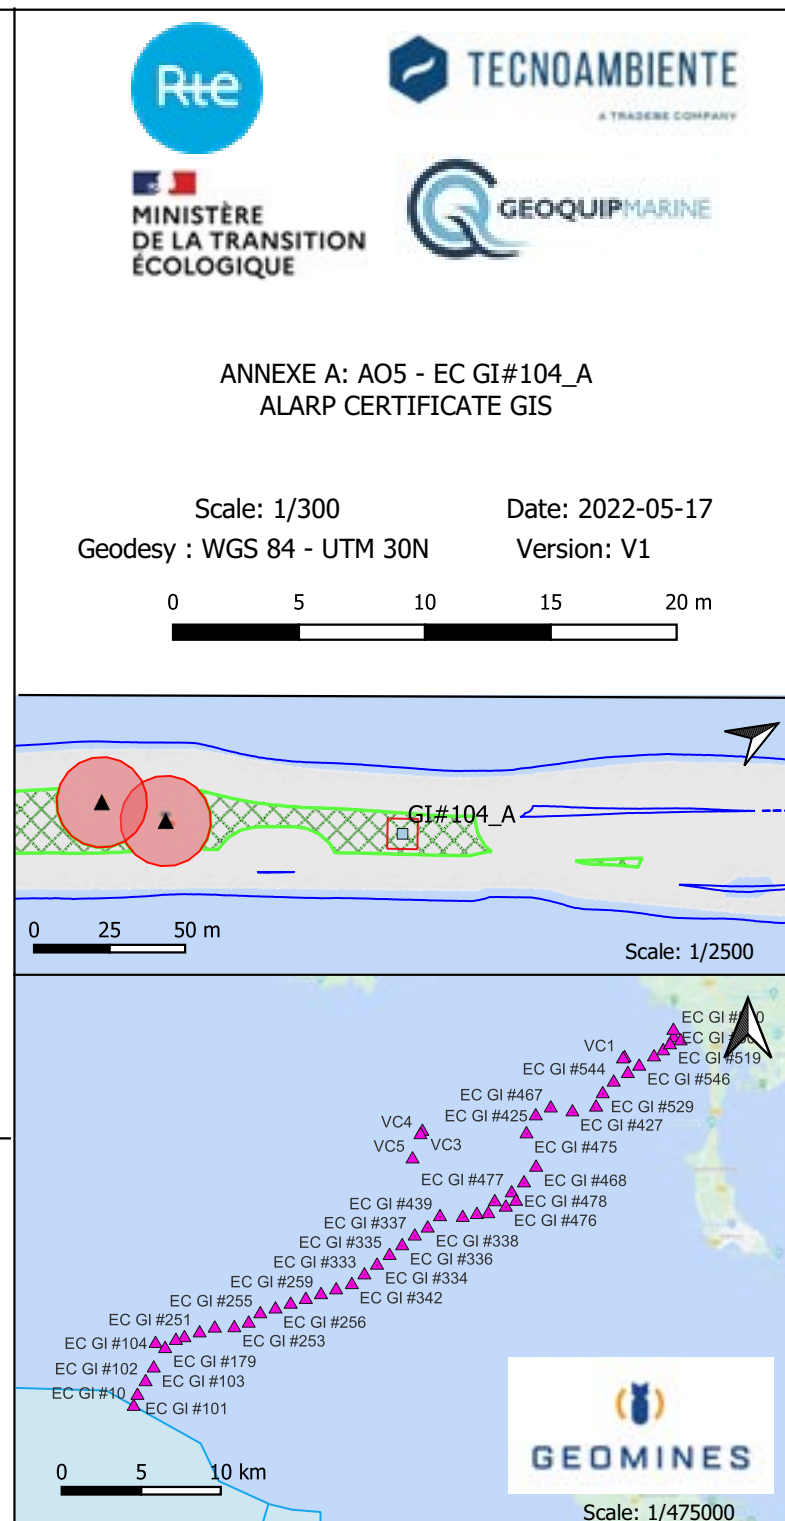 Rte
TECNOAMBIENTE
A TRADEBE COMPANY
MINISTÈRE
DE LA TRANSITION
ÉCOLOGIQUE
GEOQUIPMARINE
ANNEXE A: AO5 - EC GI#104_A
ALARP CERTIFICATE GIS
Scale: 1/300 Date: 2022-05-17
Geodesy : WGS 84 - UTM 30N Version: V1
0 5 10 15 20 m
GI#104_A
0 25 50 m
Scale: 1/2500
EC GI
VC1
EC GI #519
EC GI #544
EC GI #546
EC GI #467
EC GI #529
EC GI #425
EC GI #427
VC4
VC3
EC GI #475
VC5
EC GI #477
EC GI #468
EC GI #439
EC GI #478
EC GI #476
EC GI #337
EC GI #338
EC GI #335
EC GI #336
EC GI #333
EC GI #334
EC GI #259
EC GI #342
EC GI #255
EC GI #256
EC GI #251
EC GI #253
EC GI #104
EC GI #179
EC GI #102
EC GI #103
EC GI #10
EC GI #101
0 5 10 km
GEOMINES
Scale: 1/475000